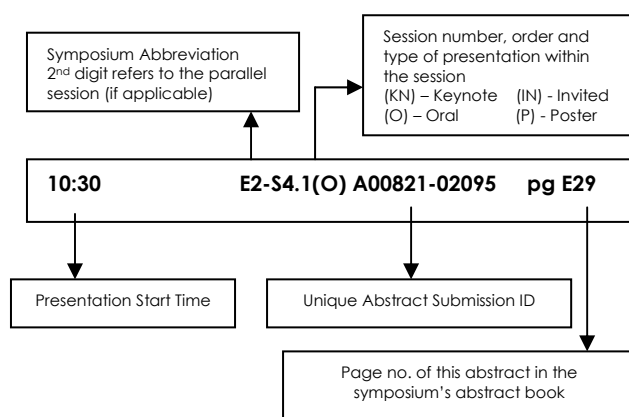 Symposium Abbreviation
2nd digit refers to the parallel
session (if applicable)
Session number, order and
type of presentation within
the session
(KN) – Keynote (IN) - Invited
(O) – Oral (P) - Poster
10:30 E2-S4.1(O) A00821-02095 pg E29
Presentation Start Time
Unique Abstract Submission ID
Page no. of this abstract in the
symposium's abstract book